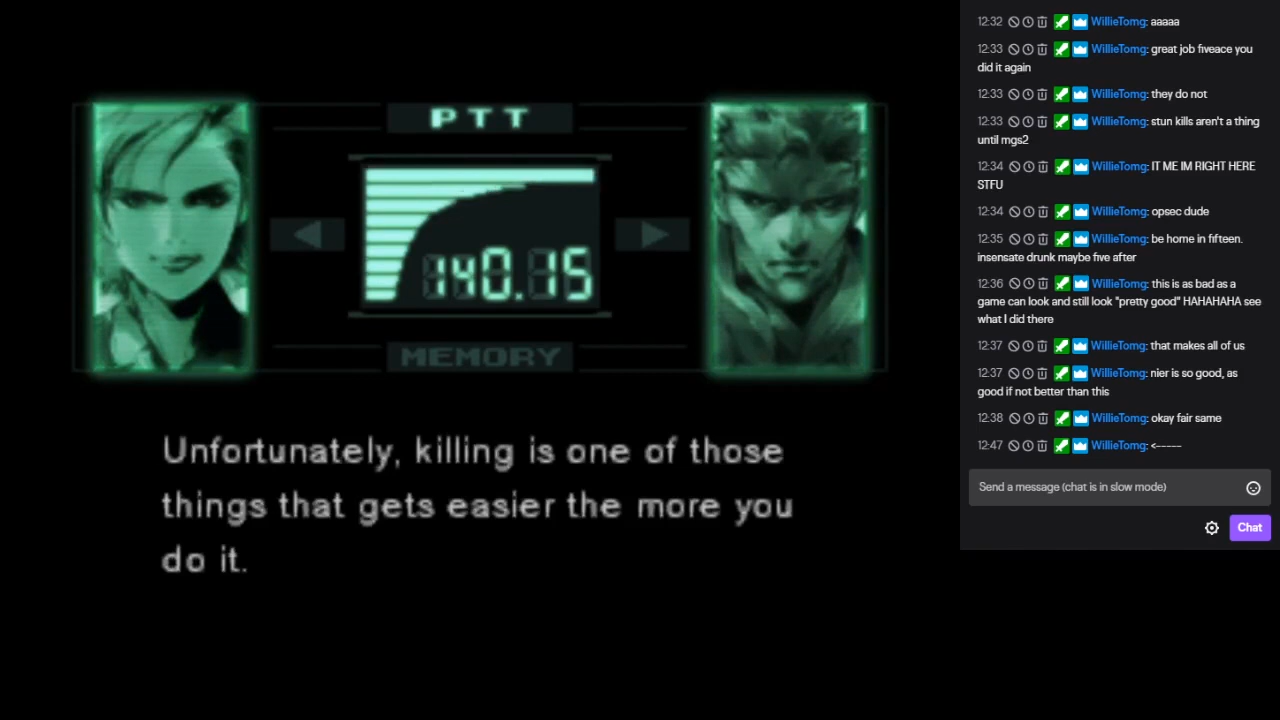 PTT
140.15
MEMORY
Unfortunately, killing is one of those
things that gets easier the more you
do it.
12:32 WillieTomg: aaaaa
12:33 WillieTomg: great job fiveace you
did it again
12:33 WillieTomg: they do not
12:33 WillieTomg: stun kills aren't a thing
until mgs2
12:34 WillieTomg: IT ME IM RIGHT HERE
STFU
12:34 WillieTomg: opsec dude
12:35 WillieTomg: be home in fifteen.
insensate drunk maybe five after
12:36 WillieTomg: this is as bad as a
game can look and still look "pretty good" HAHAHAHA see
what I did there
12:37 WillieTomg: that makes all of us
12:37 WillieTomg: nier is so good, as
good if not better than this
12:38 WillieTomg: okay fair same
12:47 WillieTomg: <-----
Send a message (chat is in slow mode)
Chat